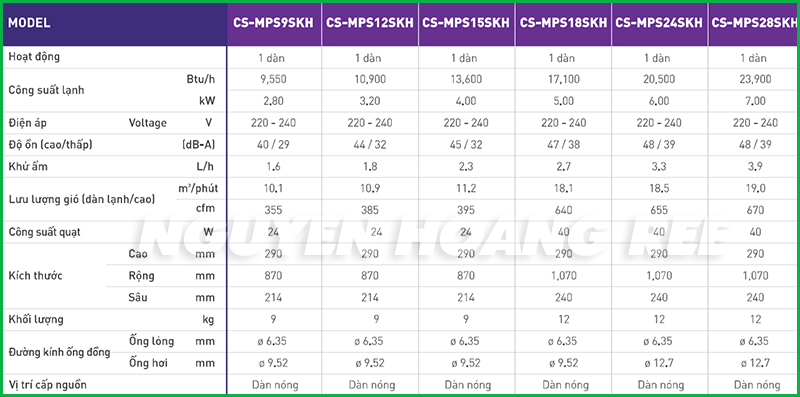 MODEL CS-MPS9SKH CS-MPS12SKH CS-MPS15SKH CS-MPS18SKH CS-MPS24SKH CS-MPS28SKH
Hoạt động 1 dàn 1 dàn 1 dàn 1 dàn 1 dàn 1 dàn
Công suất lạnh Btu/h 9,550 10,900 13,600 17,100 20,500 23,900
kW 2.80 3.20 4.00 5.00 6.00 7.00
Điện áp Voltage V 220 - 240 220 - 240 220 - 240 220 - 240 220 - 240 220 - 240
Độ ồn (cao/thấp) (dB-A) 40 / 29 44 / 32 45 / 32 47 / 38 48 / 39 48 / 39
Khử ẩm L/h 1.6 1.8 2.3 2.7 3.3 3.9
Lưu lượng gió (dàn lạnh/cao) m³/phút 10.1 10.9 11.2 18.1 18.5 19.0
cfm 355 385 395 640 655 670
Công suất quạt W 24 24 24 40 40 40
NGUYEN HOANG REE
Kích thước Cao mm 290 290 290 290 290 290
Rộng mm 870 870 870 1,070 1,070 1,070
Sâu mm 214 214 214 240 240 240
Khối lượng kg 9 9 9 12 12 12
Đường kính ống đồng Ống lỏng mm ø 6.35 ø 6.35 ø 6.35 ø 6.35 ø 6.35 ø 6.35
Ống hơi mm ø 9.52 ø 9.52 ø 9.52 ø 9.52 ø 12.7 ø 12.7
Vị trí cấp nguồn Dàn nóng Dàn nóng Dàn nóng Dàn nóng Dàn nóng Dàn nóng